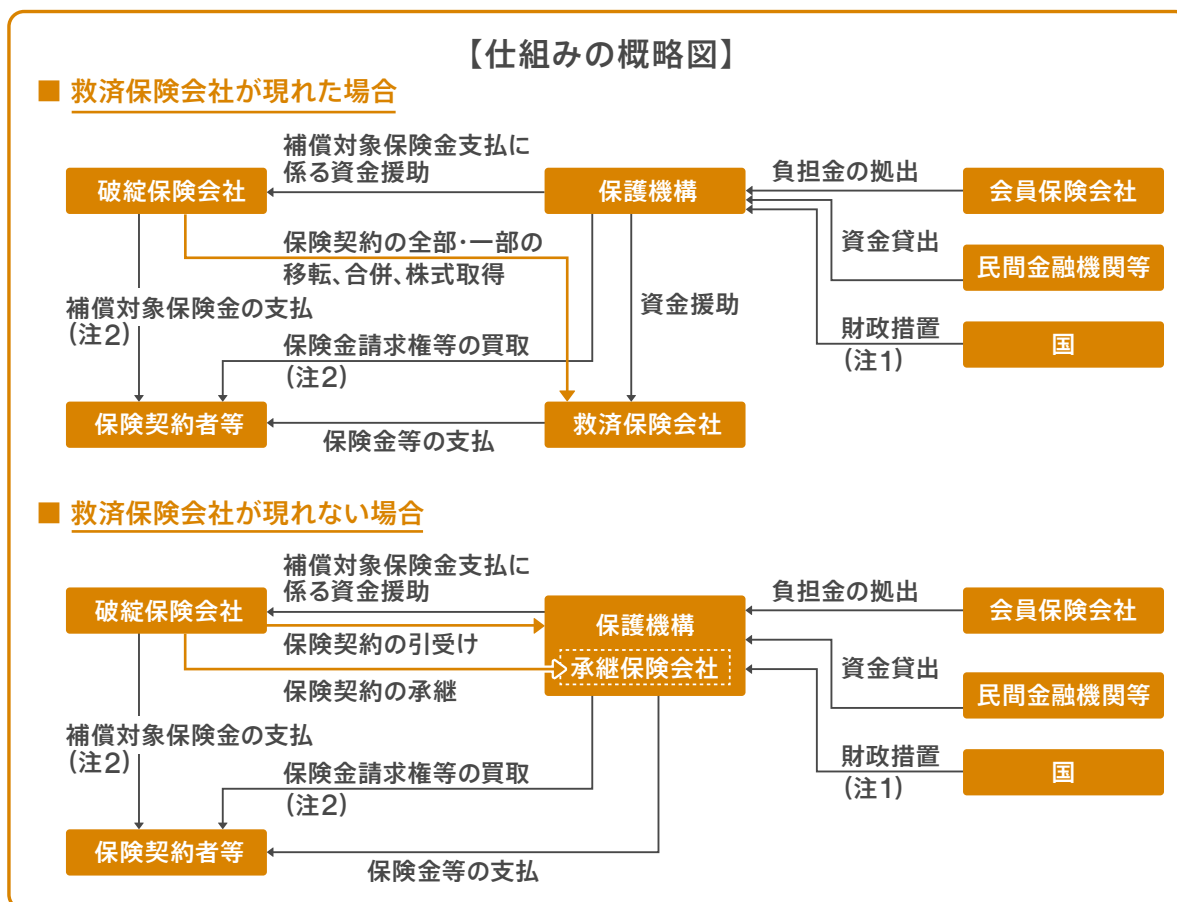 【仕組みの概略図】
■ 救済保険会社が現れた場合
補償対象保険金支払に
係る資金援助
破綻保険会社
保護機構
負担金の拠出
会員保険会社
保険契約の全部・一部の
移転、合併、株式取得
資金貸出
民間金融機関等
補償対象保険金の支払
(注2)
資金援助
保険金請求権等の買取
(注2)
財政措置
(注1)
国
保険契約者等
保険金等の支払
救済保険会社
■ 救済保険会社が現れない場合
補償対象保険金支払に
係る資金援助
破綻保険会社
保護機構
承継保険会社
負担金の拠出
会員保険会社
保険契約の引受け
保険契約の承継
資金貸出
民間金融機関等
補償対象保険金の支払
(注2)
保険金請求権等の買取
(注2)
財政措置
(注1)
国
保険契約者等
保険金等の支払